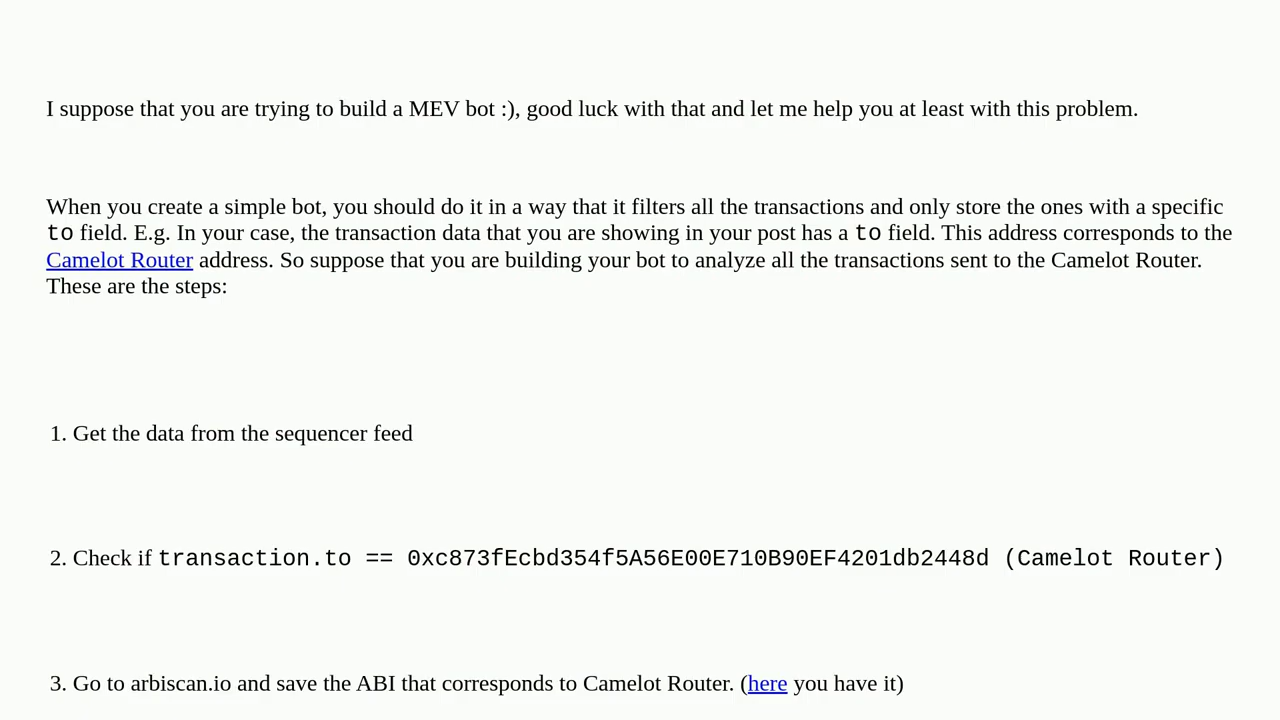 I suppose that you are trying to build a MEV bot :), good luck with that and let me help you at least with this problem.
When you create a simple bot, you should do it in a way that it filters all the transactions and only store the ones with a specific
to field. E.g. In your case, the transaction data that you are showing in your post has a to field. This address corresponds to the
Camelot Router address. So suppose that you are building your bot to analyze all the transactions sent to the Camelot Router.
These are the steps:
1. Get the data from the sequencer feed
2. Check if transaction.to == 0xc873fEcbd354f5A56E00E710B90EF4201db2448d (Camelot Router)
3. Go to arbiscan.io and save the ABI that corresponds to Camelot Router. (here you have it)